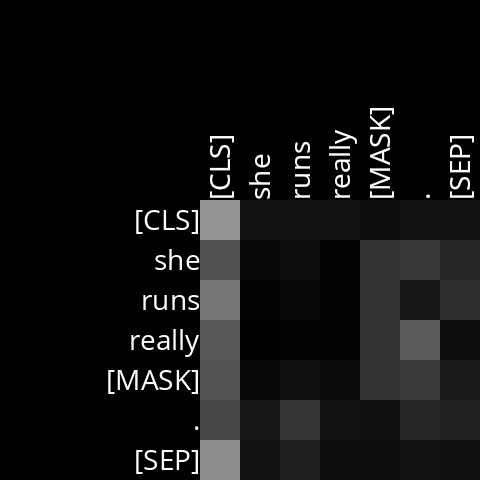 [CLS]
she
runs
really
[MASK]
.
[SEP]
[CLS]
she
runs
really
[MASK]
.
[SEP]